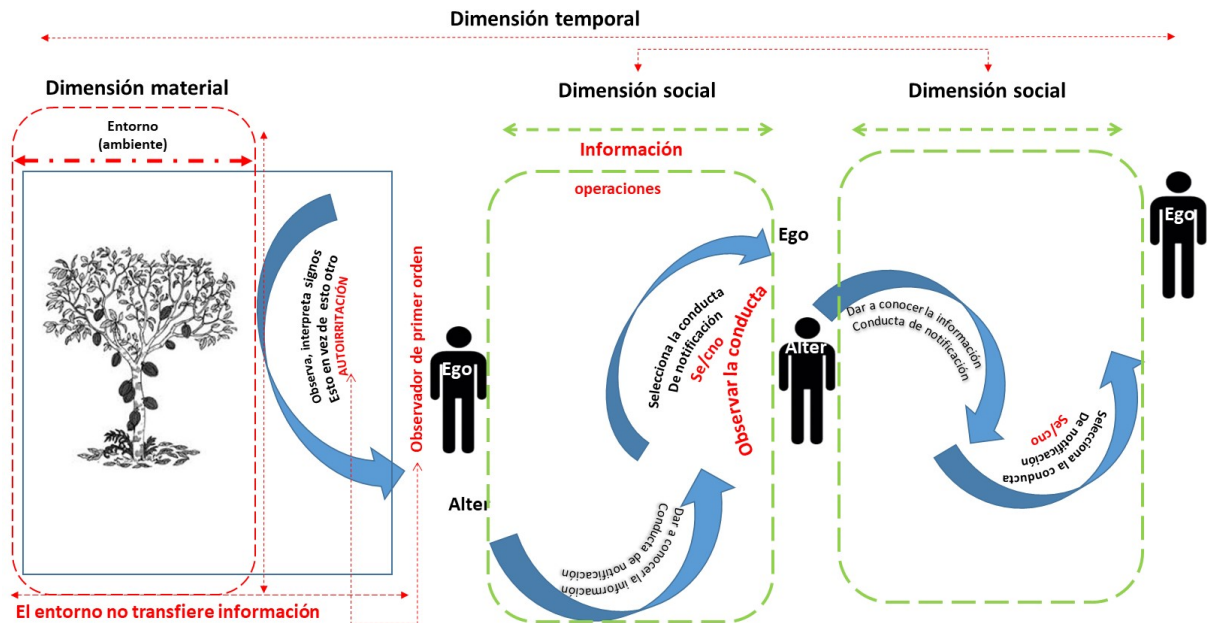 Dimensión temporal
Dimensión material
Entorno
(ambiente)
Observa, interpreta signos
Esto en vez de esto otro
AUTOIRRITACIÓN
El entorno no transfiere información
Observador de primer orden
Ego
Alter
Dimensión social
Información
operaciones
Dar a conocer la información
Conducta de notificación
Selecciona la conducta
De notificación
Se/cno
Observar la conducta
Ego
Alter
Dimensión social
Dar a conocer la información
Conducta de notificación
Selecciona la conducta
De notificación
Se/cno
Ego